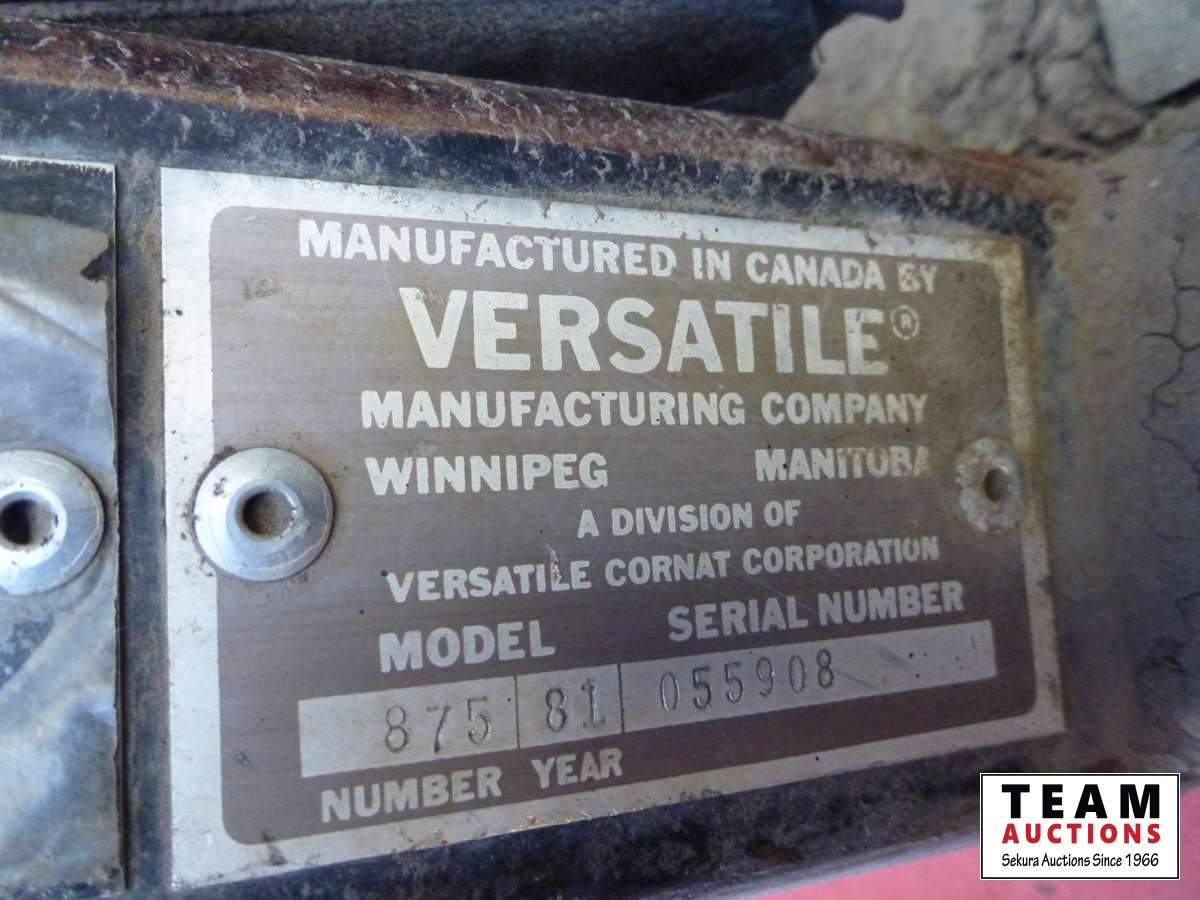 MANUFACTURED IN CANADA BY
VERSATILE®
MANUFACTURING COMPANY
WINNIPEG MANITOBA
A DIVISION OF
VERSATILE CORNAT CORPORATION
MODEL SERIAL NUMBER
875 81 055908
NUMBER YEAR
TEAM
AUCTIONS
Sekura Auctions Since 1966